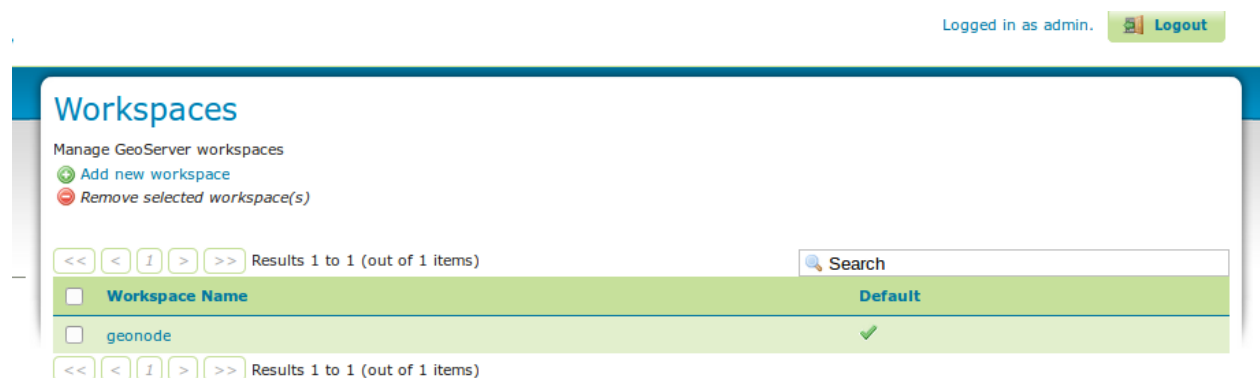 Logged in as admin. Logout
Workspaces
Manage GeoServer workspaces
Add new workspace
Remove selected workspace(s)
<< < 1 > >> Results 1 to 1 (out of 1 items) Search
Workspace Name Default
geonode
<< < 1 > >> Results 1 to 1 (out of 1 items)